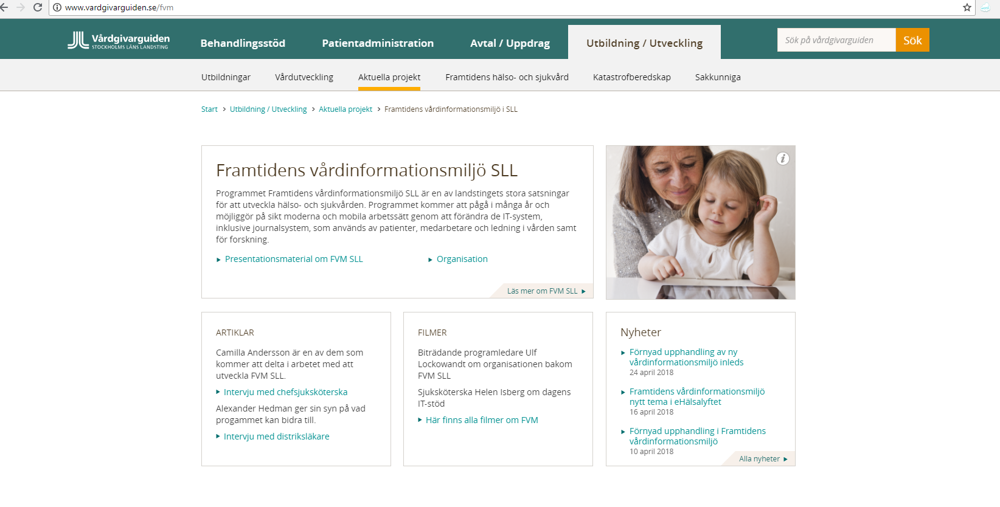 www.vardgivarguiden.se/fvm
Vårdgivarguiden
STOCKHOLMS LÄNS LANDSTING
Behandlingsstöd
Patientadministration
Avtal / Uppdrag
Utbildning / Utveckling
Sök på vårdgivarguiden
Sök
Utbildningar
Vårdutveckling
Aktuella projekt
Framtidens hälso- och sjukvård
Katastrofberedskap
Sakkunniga
Start > Utbildning / Utveckling > Aktuella projekt > Framtidens vårdinformationsmiljö i SLL
Framtidens vårdinformationsmiljö SLL
Programmet Framtidens vårdinformationsmiljö SLL är en av landstingets stora satsningar
för att utveckla hälso- och sjukvården. Programmet kommer att pågå i många år och
möjliggör på sikt moderna och mobila arbetssätt genom att förändra de IT-system,
inklusive journalsystem, som används av patienter, medarbetare och ledning i vården samt
för forskning.
Presentationsmaterial om FVM SLL
Organisation
Läs mer om FVM SLL
i
ARTIKLAR
Camilla Andersson är en av dem som
kommer att delta i arbetet med att
utveckla FVM SLL.
Intervju med chefsjuksköterska
Alexander Hedman ger sin syn på vad
progammet kan bidra till.
Intervju med distriksläkare
FILMER
Biträdande programledare Ulf
Lockowandt om organisationen bakom
FVM SLL
Sjuksköterska Helen Isberg om dagens
IT-stöd
Här finns alla filmer om FVM
Nyheter
Förnyad upphandling av ny
vårdinformationsmiljö inleds
24 april 2018
Framtidens vårdinformationsmiljö
nytt tema i eHälsalyftet
16 april 2018
Förnyad upphandling i Framtidens
vårdinformationsmiljö
10 april 2018
Alla nyheter